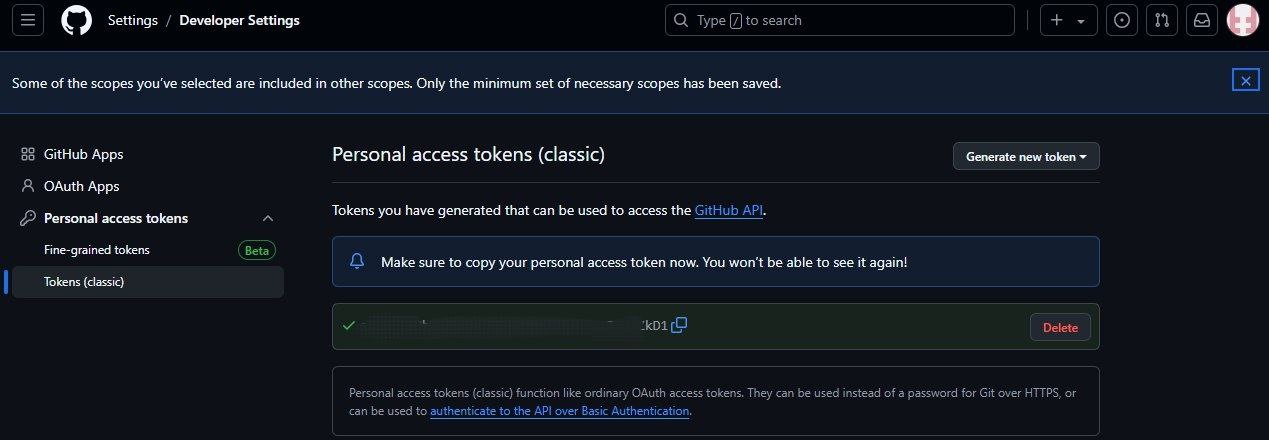 Settings / Developer Settings
Type / to search
Some of the scopes you've selected are included in other scopes. Only the minimum set of necessary scopes has been saved.
GitHub Apps
OAuth Apps
Personal access tokens
Fine-grained tokens Beta
Tokens (classic)
Personal access tokens (classic)
Generate new token
Tokens you have generated that can be used to access the GitHub API.
Make sure to copy your personal access token now. You won't be able to see it again!
kD1
Delete
Personal access tokens (classic) function like ordinary OAuth access tokens. They can be used instead of a password for Git over HTTPS, or
can be used to authenticate to the API over Basic Authentication.